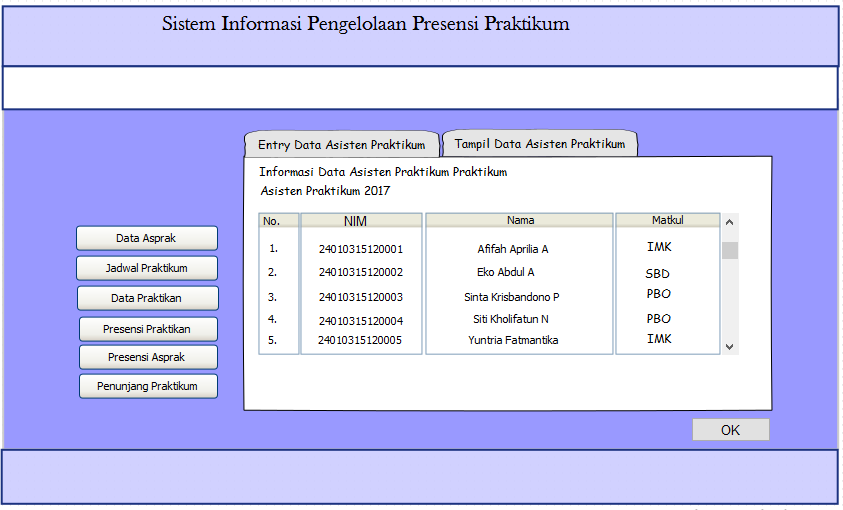 Sistem Informasi Pengelolaan Presensi Praktikum
Entry Data Asisten Praktikum
Tampil Data Asisten Praktikum
Informasi Data Asisten Praktikum Praktikum
Asisten Praktikum 2017
No. NIM Nama Matkul
1. 24010315120001 Afifah Aprilia A IMK
2. 24010315120002 Eko Abdul A SBD
3. 24010315120003 Sinta Krisbandono P PBO
4. 24010315120004 Siti Kholifatun N PBO
5. 24010315120005 Yuntria Fatmantika IMK
Data Asprak
Jadwal Praktikum
Data Praktikan
Presensi Praktikan
Presensi Asprak
Penunjang Praktikum
OK